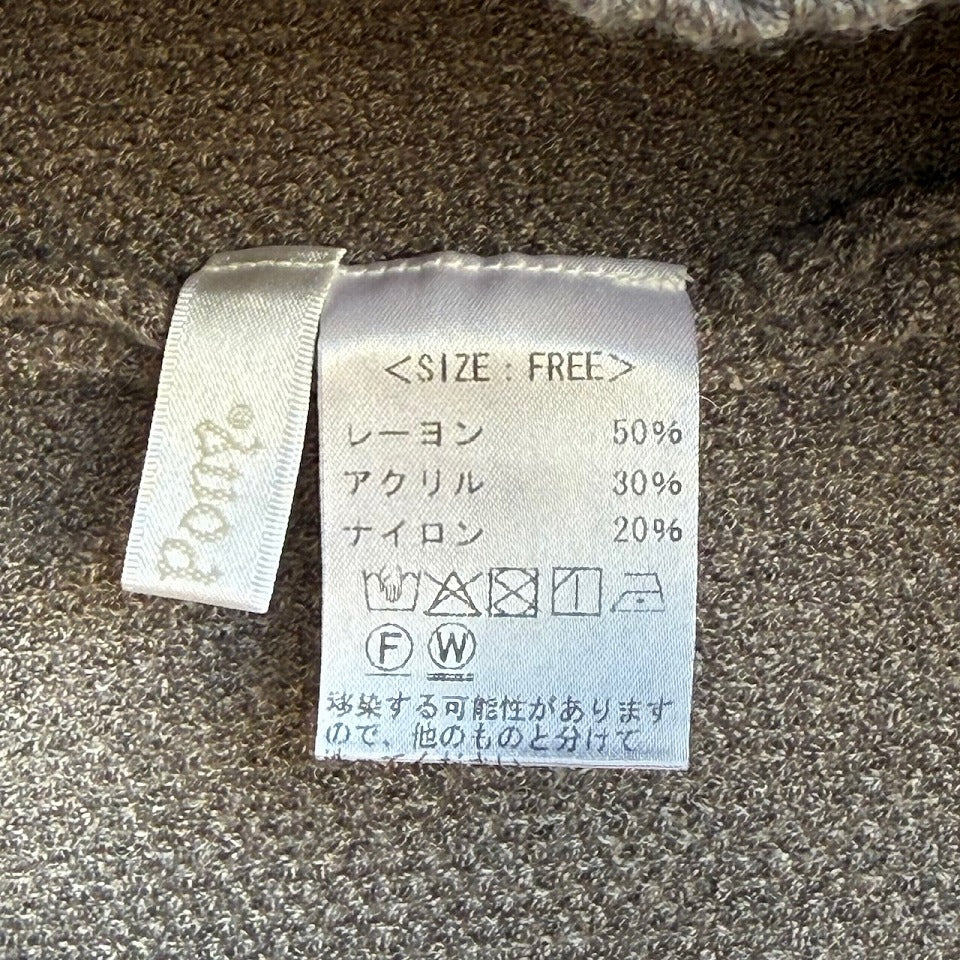 <SIZE : FREE>
レーヨン 50%
アクリル 30%
ナイロン 20%
F W
移染する可能性があります
ので、他のものと分けて